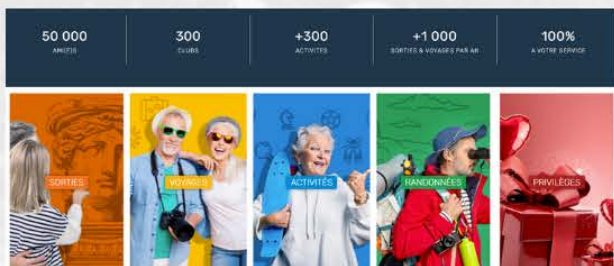 50 000
AMI(E)S
300
CLUBS
+300
ACTIVITÉS
+1 000
SORTIES & VOYAGES PAR AN
100%
A VOTRE SERVICE
SORTIES
VOYAGES
ACTIVITÉS
RANDONNÉES
PRIVILÈGES